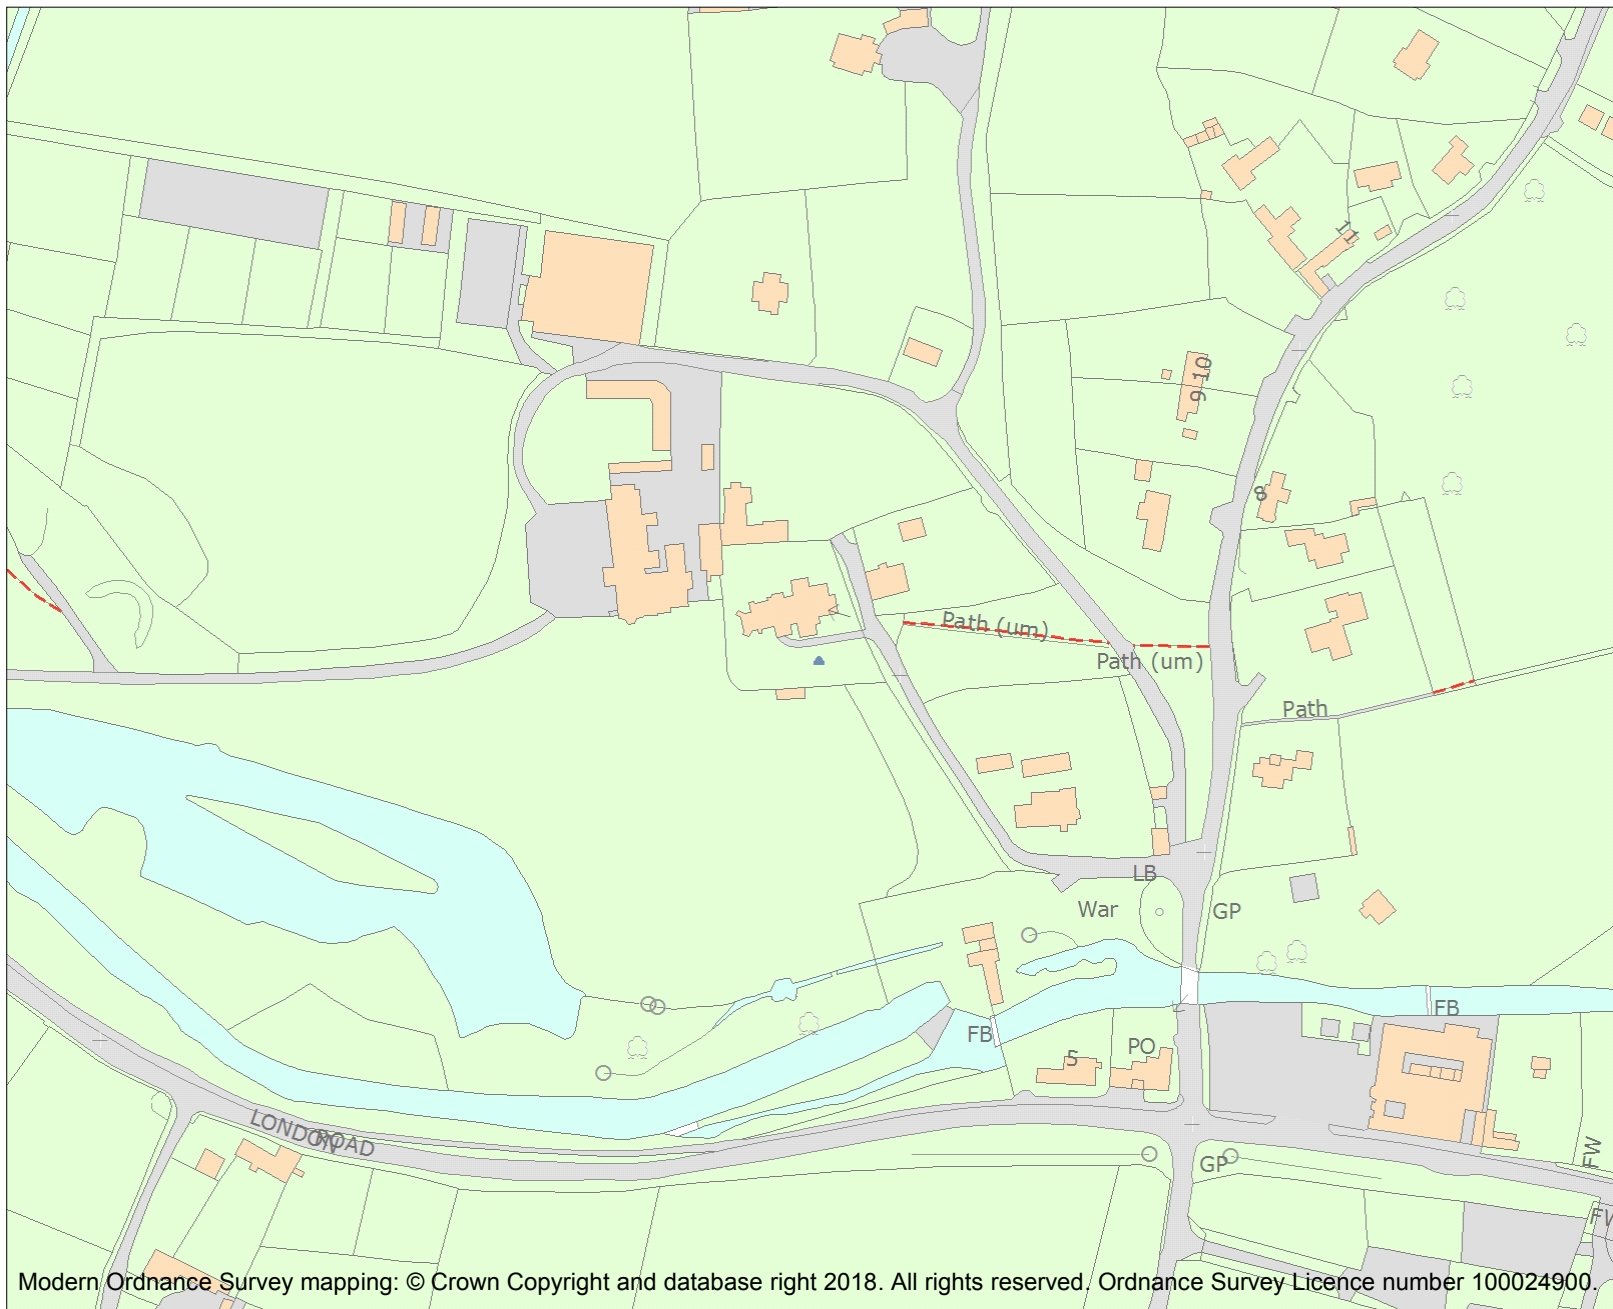 11
9 10
8
Path (um)
Path (um)
Path
LB
War
GP
FB
FB
5
PO
LONDON ROAD
GP
FW
FW
Modern Ordnance Survey mapping: © Crown Copyright and database right 2018. All rights reserved. Ordnance Survey Licence number 100024900.